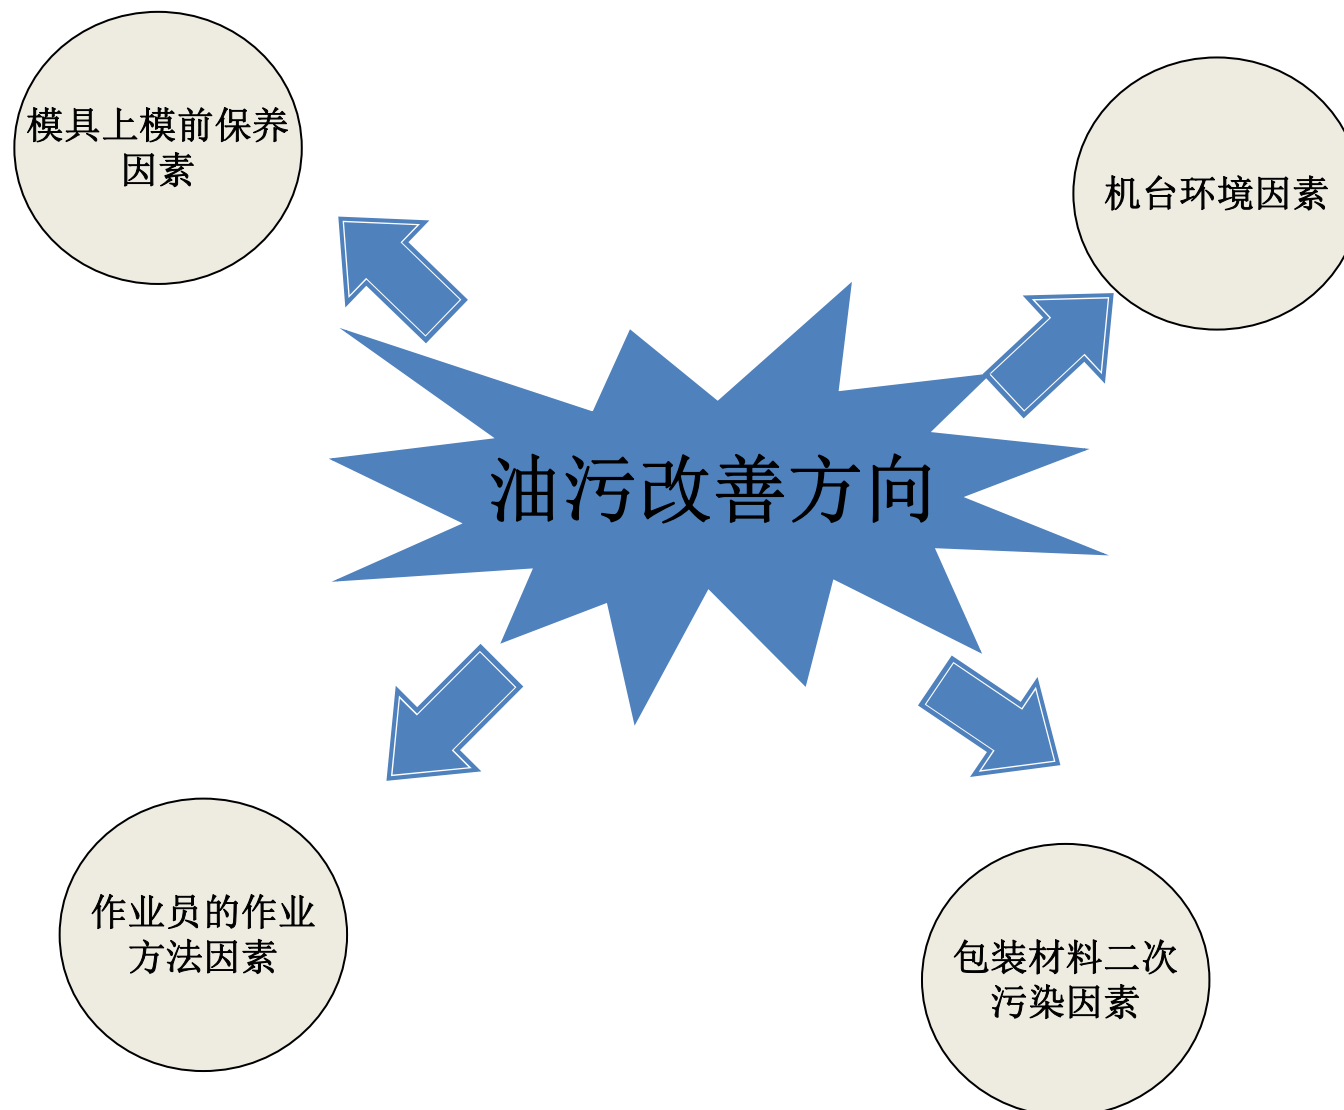 模具上模前保养
因素
机台环境因素
油污改善方向
作业员的作业
方法因素
包装材料二次
污染因素